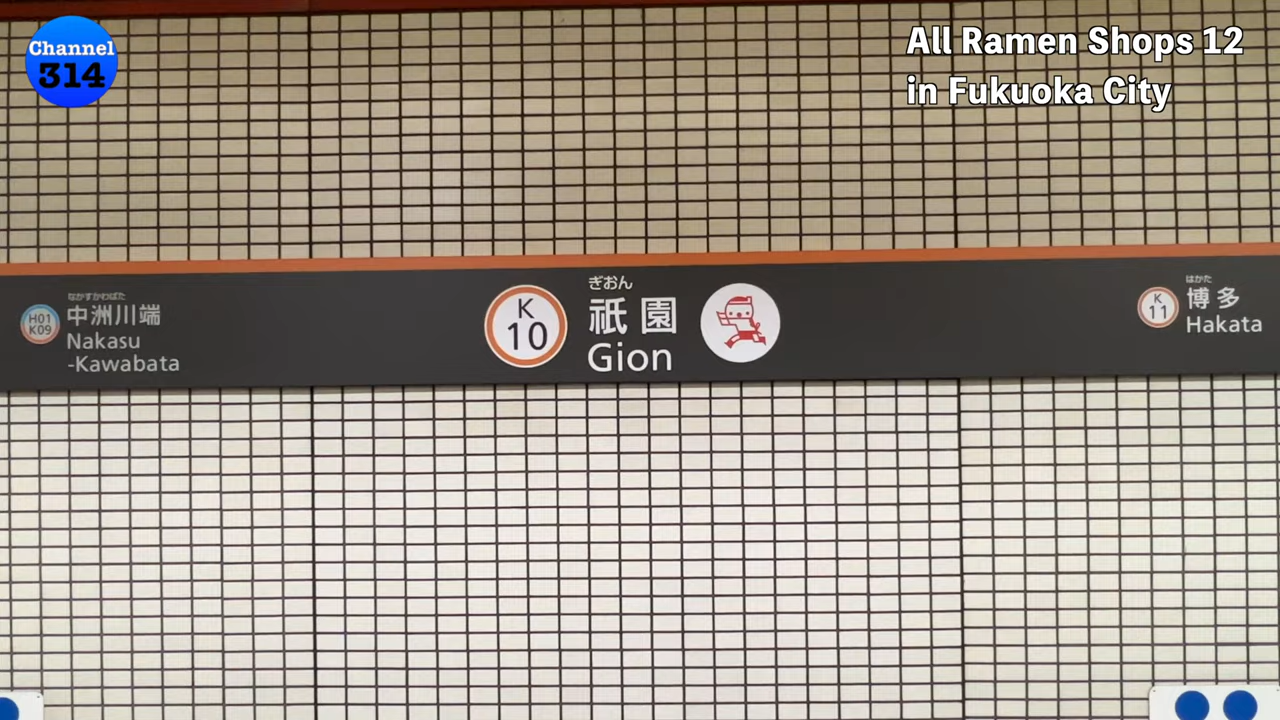 Channel
314
All Ramen Shops 12
in Fukuoka City
なかすかわばた
H01
K09
中洲川端
Nakasu
-Kawabata
K
10
ぎおん
祇園
Gion
はかた
K
11
博多
Hakata